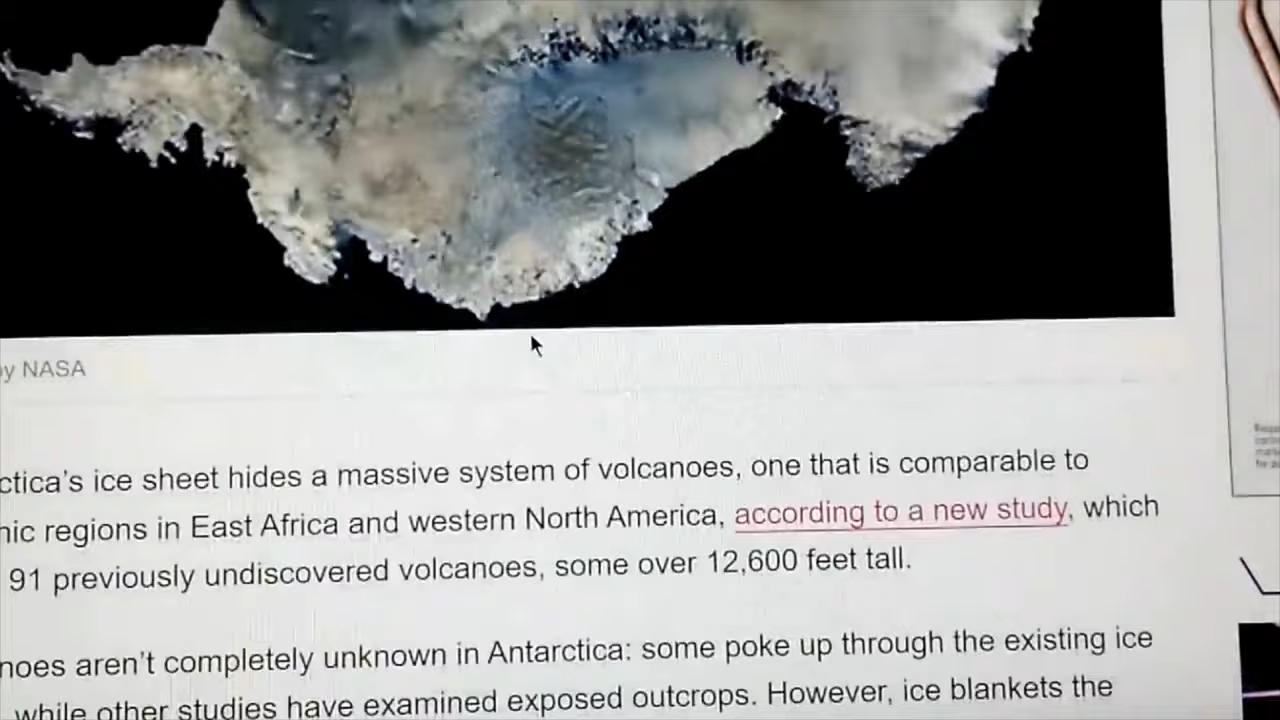 by NASA
ctica's ice sheet hides a massive system of volcanoes, one that is comparable to
nic regions in East Africa and western North America, according to a new study, which
91 previously undiscovered volcanoes, some over 12,600 feet tall.
noes aren't completely unknown in Antarctica: some poke up through the existing ice
while other studies have examined exposed outcrops. However, ice blankets the